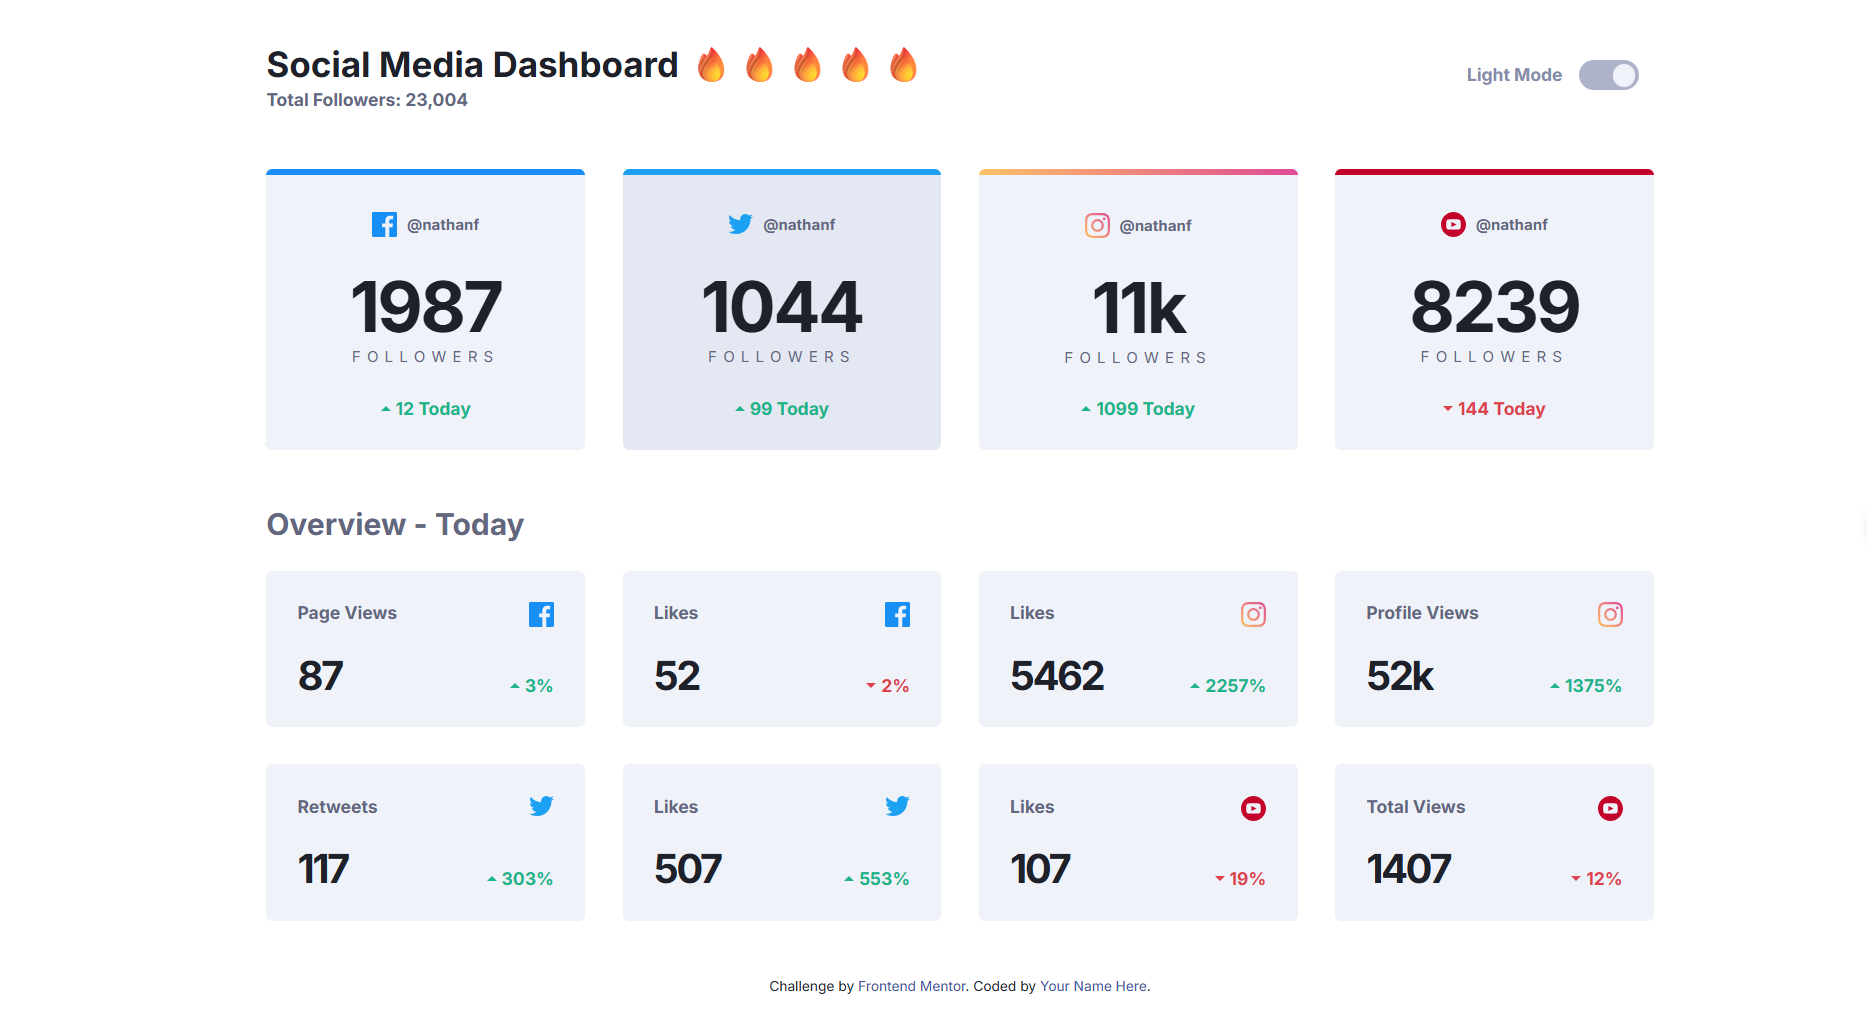 Social Media Dashboard 🔥 🔥 🔥 🔥 🔥
Total Followers: 23,004
Light Mode
@nathanf
1987
FOLLOWERS
12 Today
@nathanf
1044
FOLLOWERS
99 Today
@nathanf
11k
FOLLOWERS
1099 Today
@nathanf
8239
FOLLOWERS
144 Today
Overview - Today
Page Views
87
3%
Likes
52
2%
Likes
5462
2257%
Profile Views
52k
1375%
Retweets
117
303%
Likes
507
553%
Likes
107
19%
Total Views
1407
12%
Challenge by Frontend Mentor. Coded by Your Name Here.